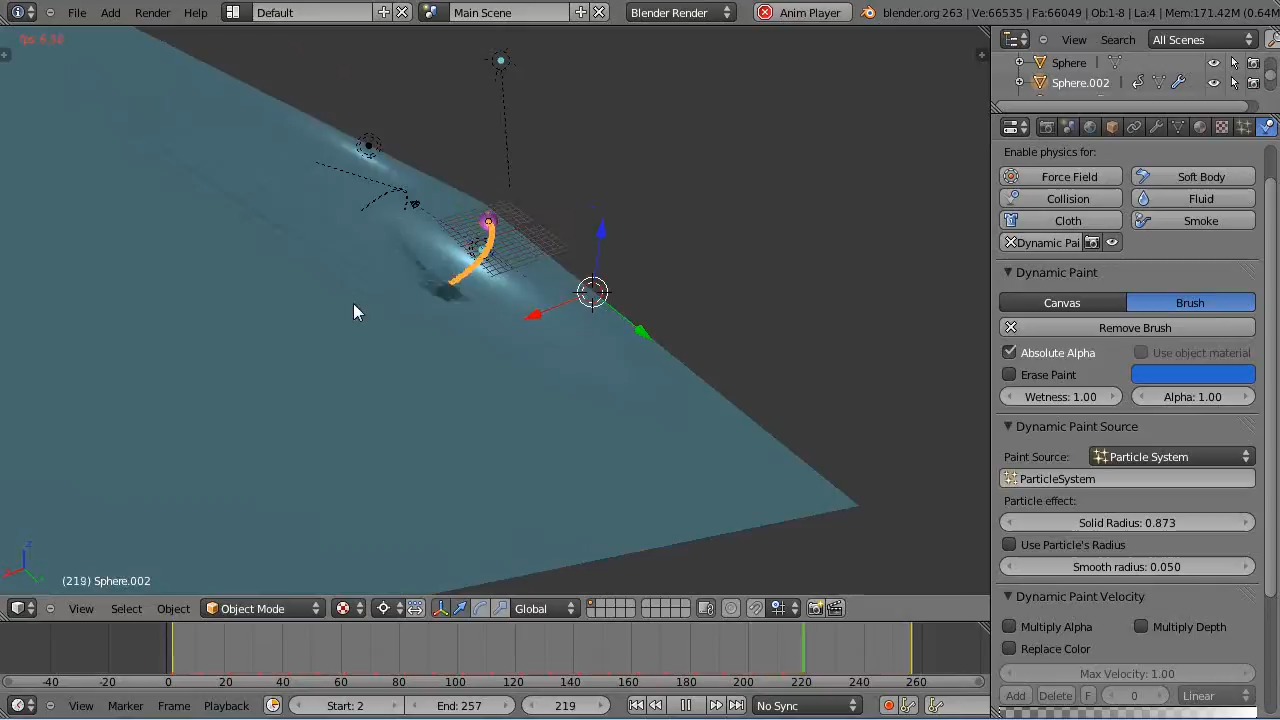 File Add Render Help Default Main Scene Blender Render Anim Player blender.org 263 | Ve:66535 | Fa:66049 | Ob:1-8 | La:4 | Mem:171.42M (0.64M
View Search All Scenes
Sphere
Sphere.002
Enable physics for:
Force Field Soft Body
Collision Fluid
Cloth Smoke
Dynamic Pai
Dynamic Paint
Canvas Brush
Remove Brush
Absolute Alpha Use object material
Erase Paint
Wetness: 1.00 Alpha: 1.00
Dynamic Paint Source
Paint Source: Particle System
ParticleSystem
Particle effect:
Solid Radius: 0.873
Use Particle's Radius
Smooth radius: 0.050
Dynamic Paint Velocity
Multiply Alpha Multiply Depth
Replace Color
Max Velocity: 1.00
Add Delete F 0 Linear
(219) Sphere.002
View Select Object Object Mode Global
-40 -20 0 20 40 60 80 100 120 140 160 180 200 220 240 260
View Marker Frame Playback Start: 2 End: 257 219 No Sync